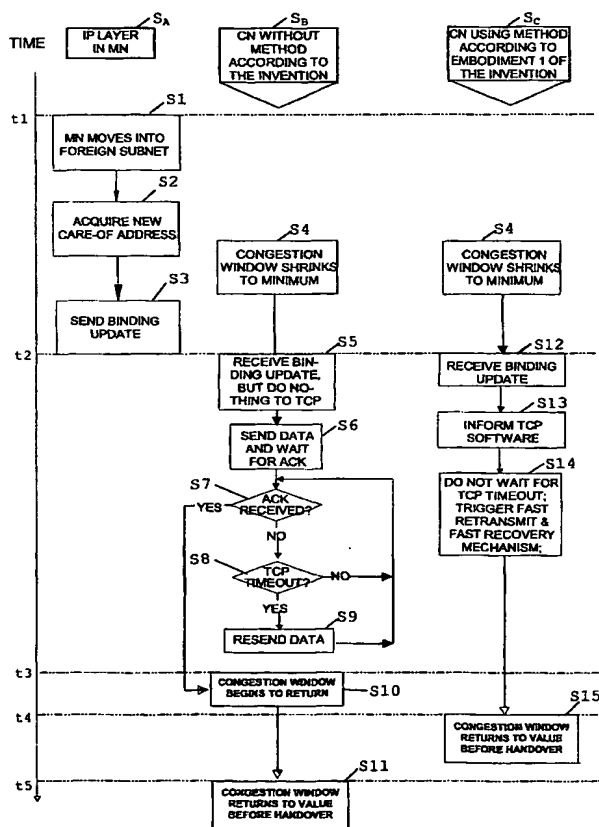 TIME
S_A
IP LAYER
IN MN
S_B
CN WITHOUT
METHOD
ACCORDING TO
THE INVENTION
S_C
CN USING METHOD
ACCORDING TO
EMBODIMENT 1 OF
THE INVENTION
t1
S1
MN MOVES INTO
FOREIGN SUBNET
S2
ACQUIRE NEW
CARE-OF ADDRESS
S3
SEND BINDING
UPDATE
S4
CONGESTION
WINDOW SHRINKS
TO MINIMUM
S4
CONGESTION
WINDOW SHRINKS
TO MINIMUM
t2
S5
RECEIVE BIN-
DING UPDATE,
BUT DO NO-
THING TO TCP
S6
SEND DATA
AND WAIT
FOR ACK
S7
ACK
RECEIVED?
YES
NO
S8
TCP
TIMEOUT?
NO
YES
S9
RESEND DATA
S12
RECEIVE BINDING
UPDATE
S13
INFORM TCP
SOFTWARE
S14
DO NOT WAIT FOR
TCP TIMEOUT;
TRIGGER FAST
RETRANSMIT &
FAST RECOVERY
MECHANISM;
t3
CONGESTION WINDOW
BEGINS TO RETURN
S10
t4
S15
CONGESTION WINDOW
RETURNS TO VALUE
BEFORE HANDOVER
t5
S11
CONGESTION WINDOW
RETURNS TO VALUE
BEFORE HANDOVER